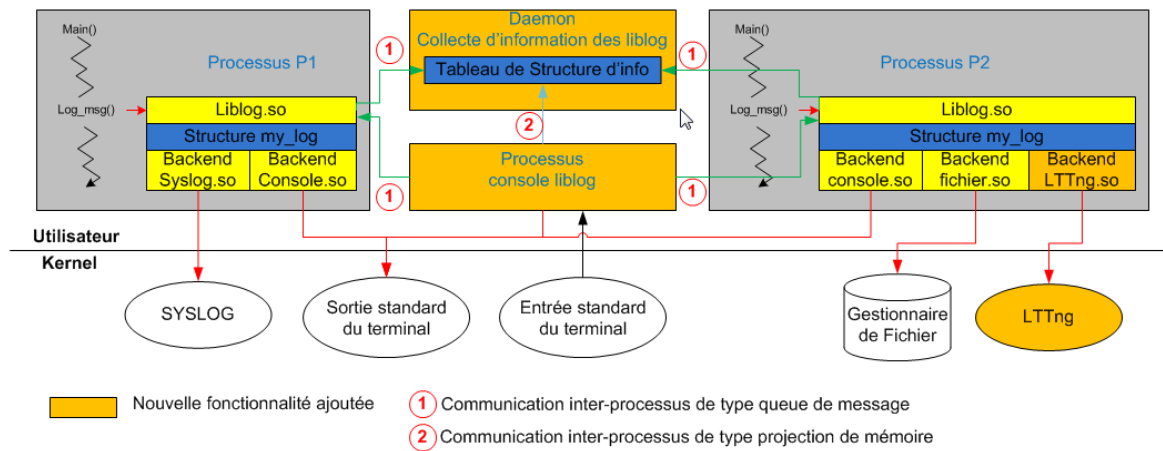 Main()
Processus P1
Log_msg()
Liblog.so
Structure my_log
Backend
Syslog.so
Backend
Console.so
1
Daemon
Collecte d'information des liblog
Tableau de Structure d'info
2
Processus
console liblog
1
1
1
Main()
Processus P2
Log_msg()
Liblog.so
Structure my_log
Backend
console.so
Backend
fichier.so
Backend
LTTng.so
Utilisateur
Kernel
SYSLOG
Sortie standard
du terminal
Entrée standard
du terminal
Gestionnaire
de Fichier
LTTng
Nouvelle fonctionnalité ajoutée
1 Communication inter-processus de type queue de message
2 Communication inter-processus de type projection de mémoire